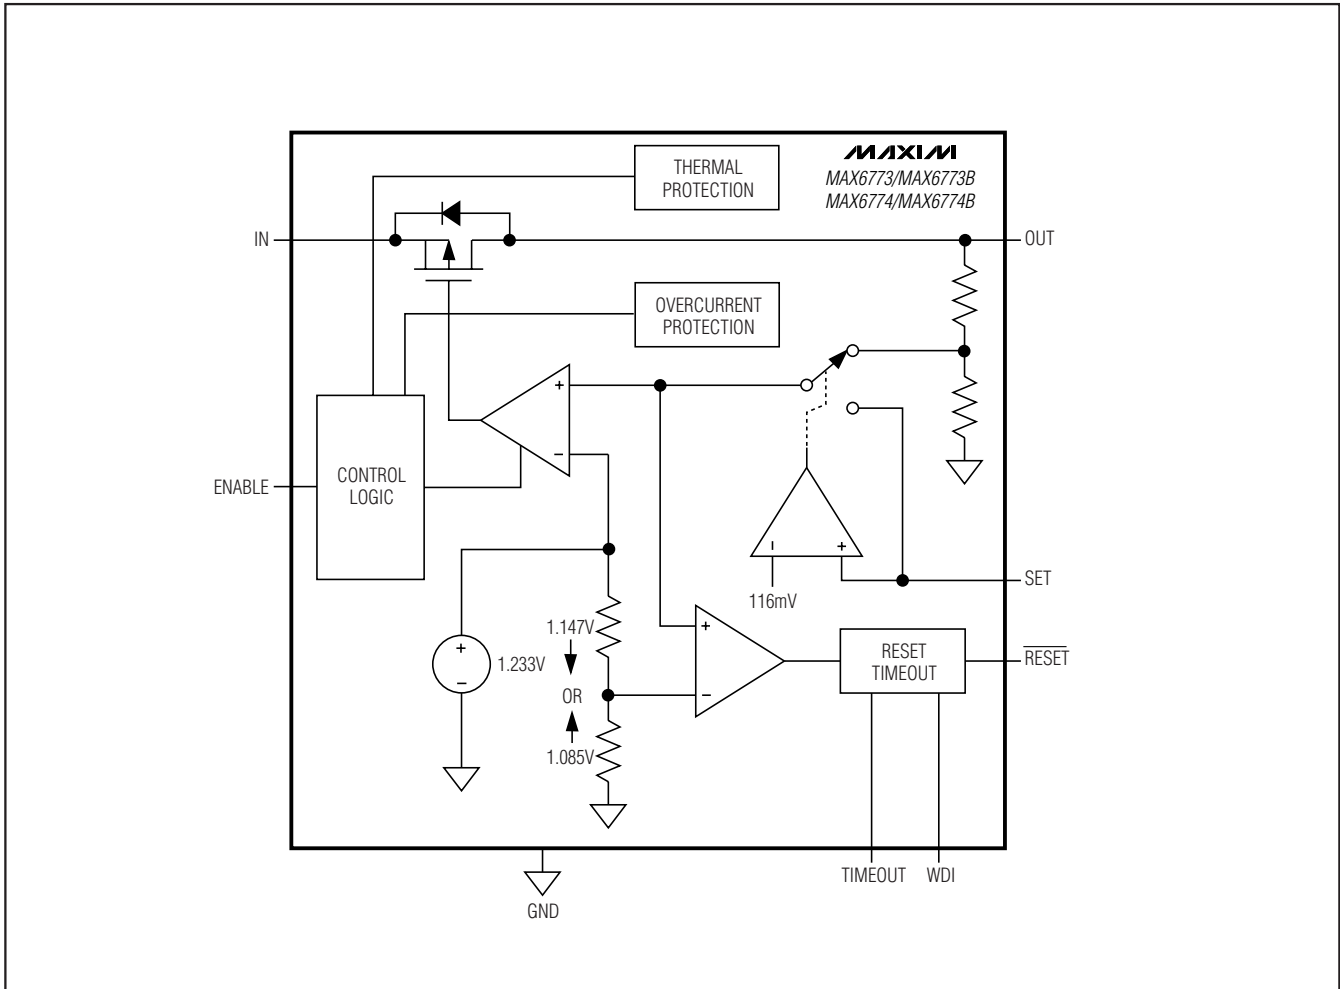 MAXIM
MAX6773/MAX6773B
MAX6774/MAX6774B
THERMAL
PROTECTION
IN
OUT
OVERCURRENT
PROTECTION
+
−
CONTROL
LOGIC
ENABLE
−
+
116mV
SET
1.147V
OR
1.085V
+
−
1.233V
+
−
RESET
TIMEOUT
RESET
TIMEOUT
WDI
GND